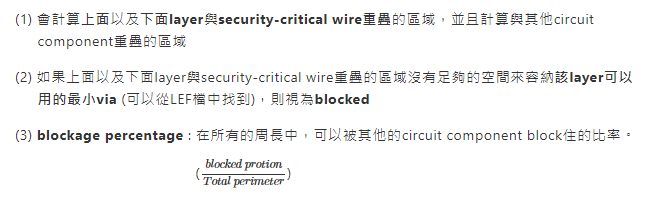 (1) 會計算上面以及下面layer與security-critical wire重疊的區域，並且計算與其他circuit
component重疊的區域
(2) 如果上面以及下面layer與security-critical wire重疊的區域沒有足夠的空間來容納該layer可以
用的最小via (可以從LEF檔中找到)，則視為blocked
(3) blockage percentage : 在所有的周長中，可以被其他的circuit component block住的比率。
(blocked protion
Total perimeter)